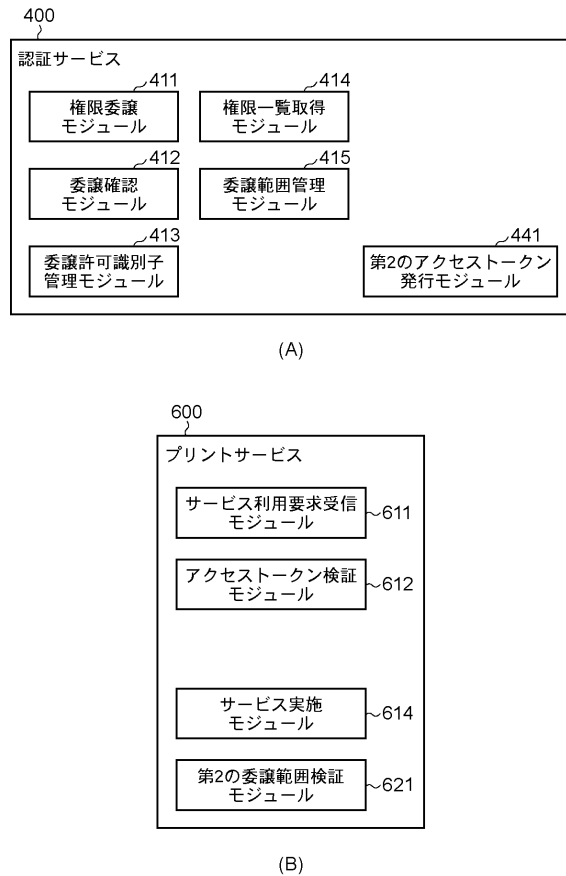 400
認証サービス
411
権限委譲
モジュール
414
権限一覧取得
モジュール
412
委譲確認
モジュール
415
委譲範囲管理
モジュール
413
委譲許可識別子
管理モジュール
441
第2のアクセストークン
発行モジュール
(A)
600
プリントサービス
サービス利用要求受信
モジュール
611
アクセストークン検証
モジュール
612
サービス実施
モジュール
614
第2の委譲範囲検証
モジュール
621
(B)